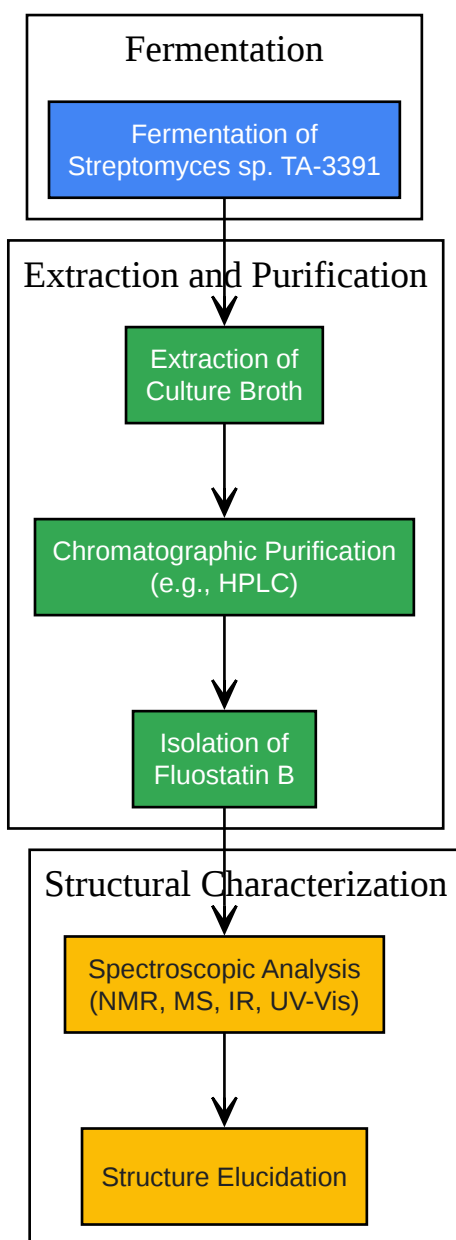 Fermentation
Fermentation of
Streptomyces sp. TA-3391
Extraction and Purification
Extraction of
Culture Broth
Chromatographic Purification
(e.g., HPLC)
Isolation of
Fluostatin B
Structural Characterization
Spectroscopic Analysis
(NMR, MS, IR, UV-Vis)
Structure Elucidation